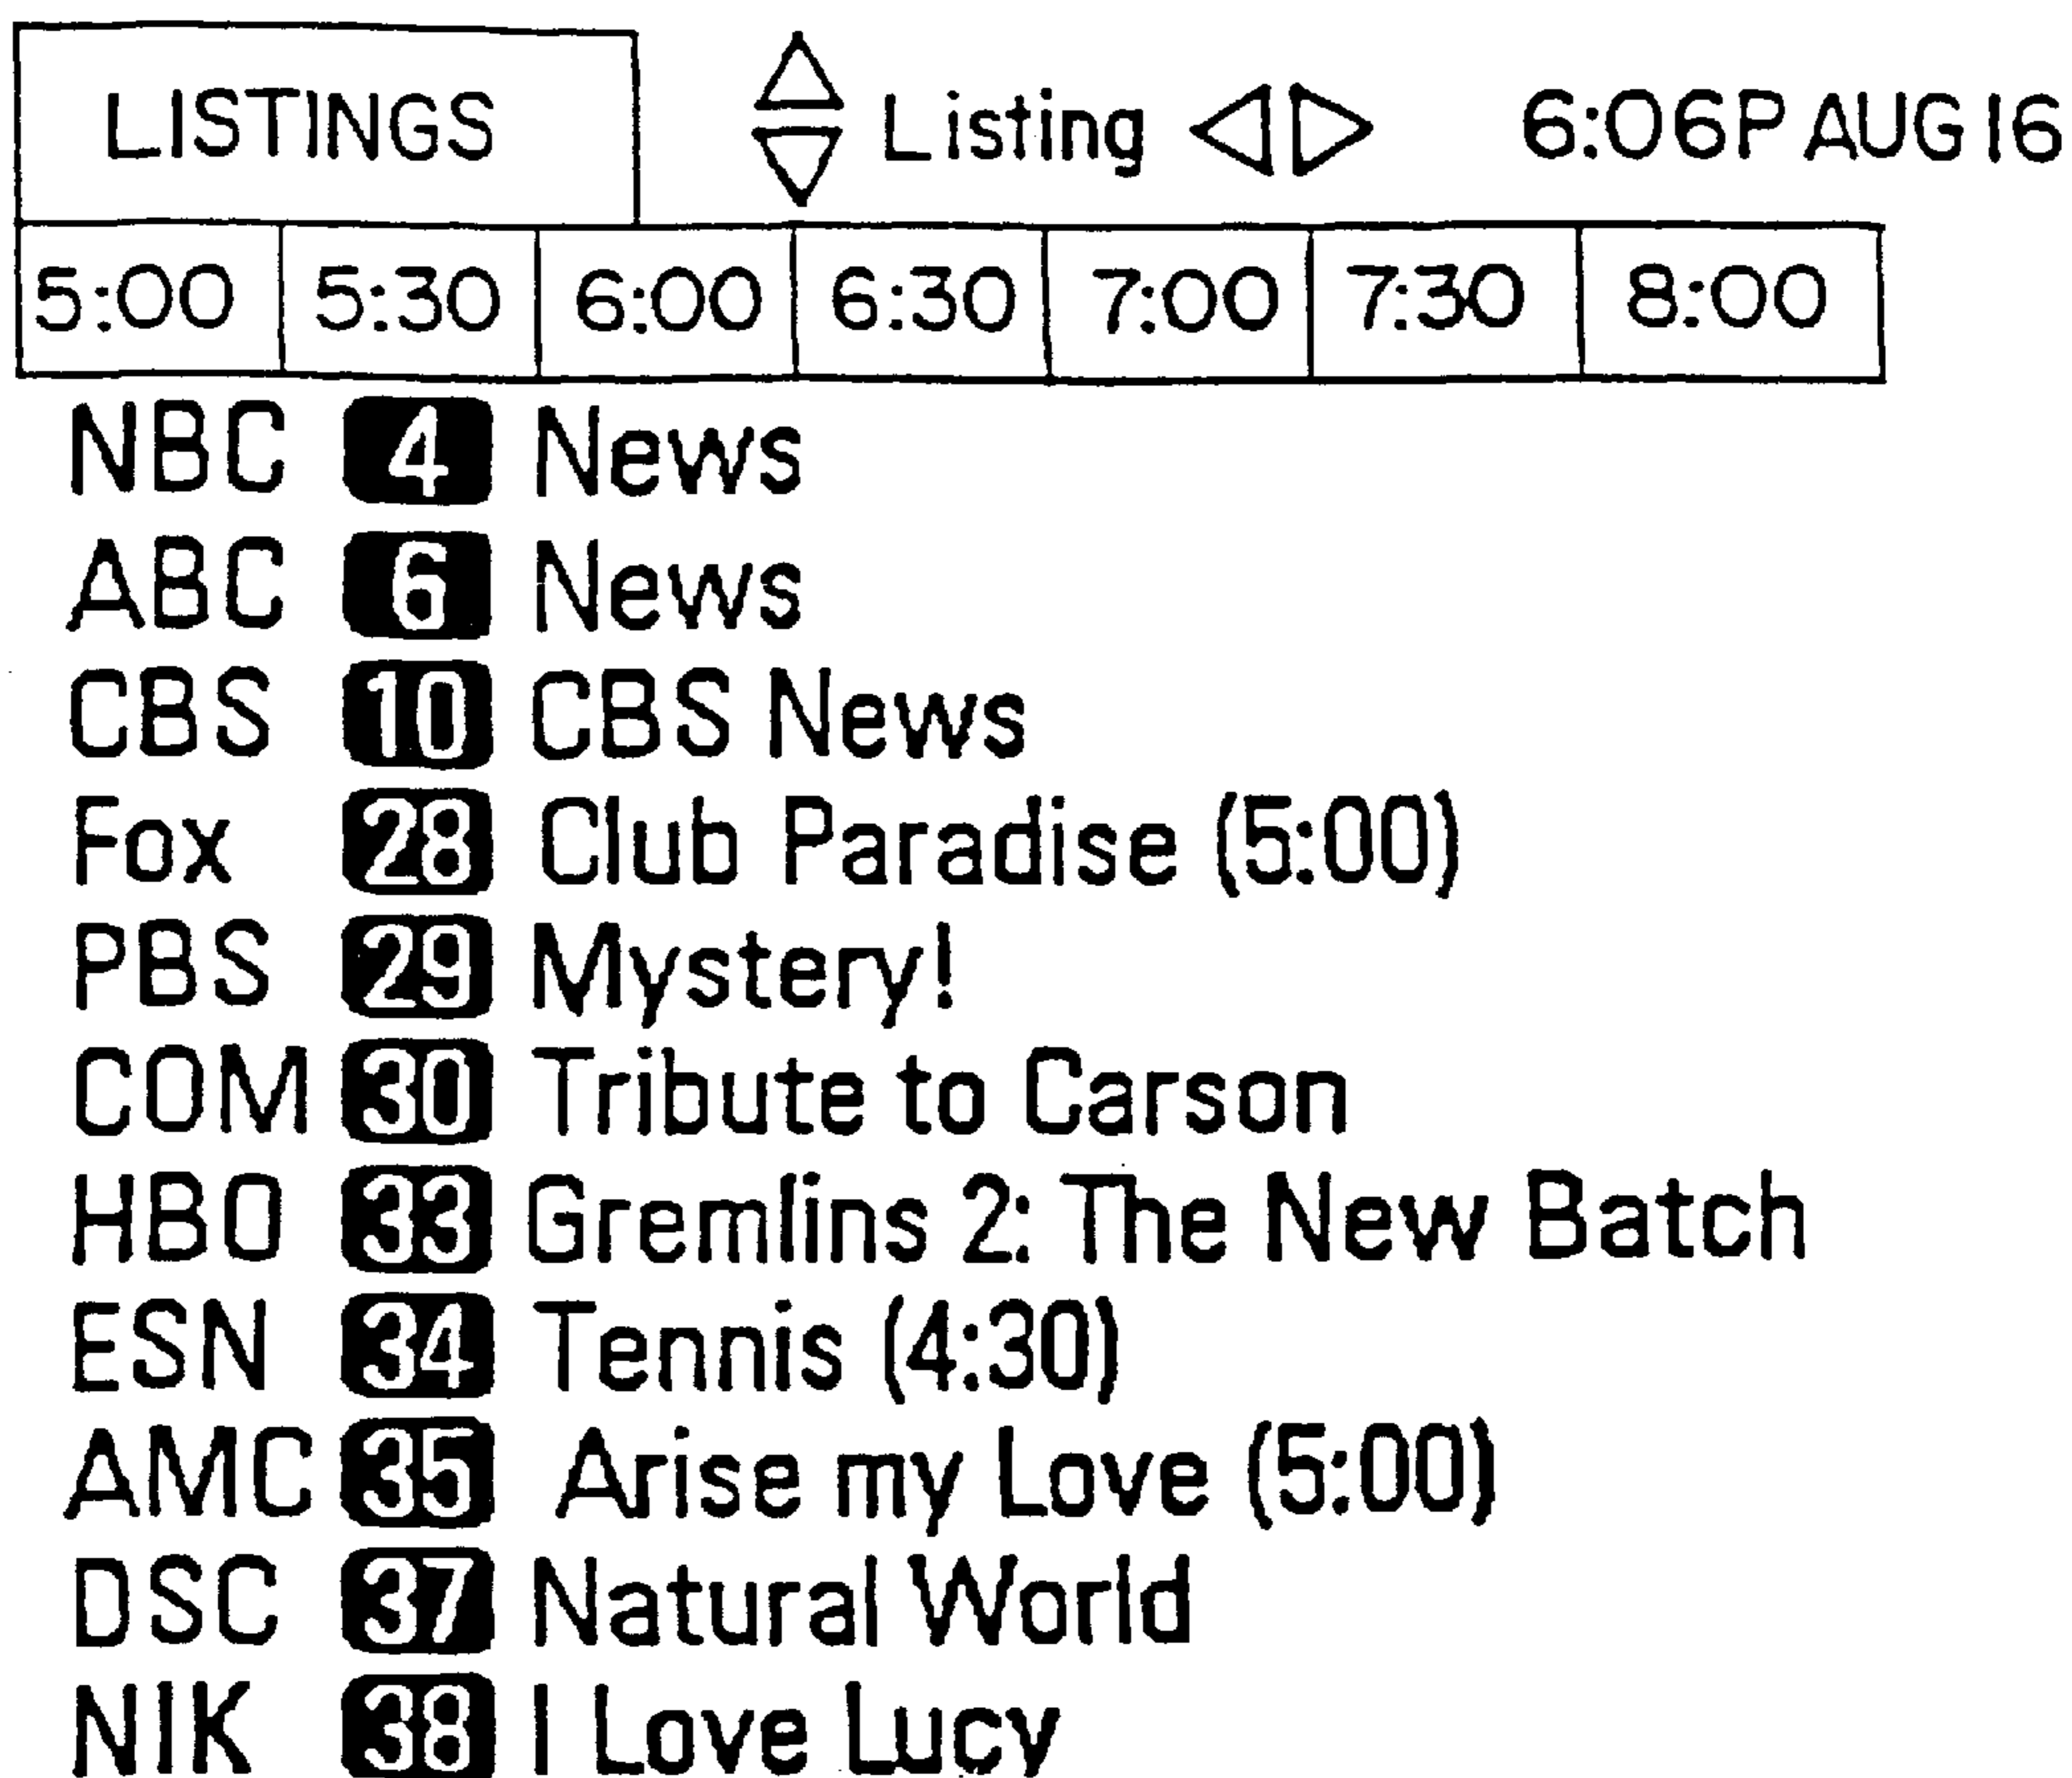 LISTINGS Listing 6:06P AUG 16
5:00 5:30 6:00 6:30 7:00 7:30 8:00
NBC 4 News
ABC 6 News
CBS 10 CBS News
Fox 28 Club Paradise (5:00)
PBS 29 Mystery!
COM 30 Tribute to Carson
HBO 33 Gremlins 2: The New Batch
ESN 34 Tennis (4:30)
AMC 35 Arise my Love (5:00)
DSC 37 Natural World
NIK 38 I Love Lucy